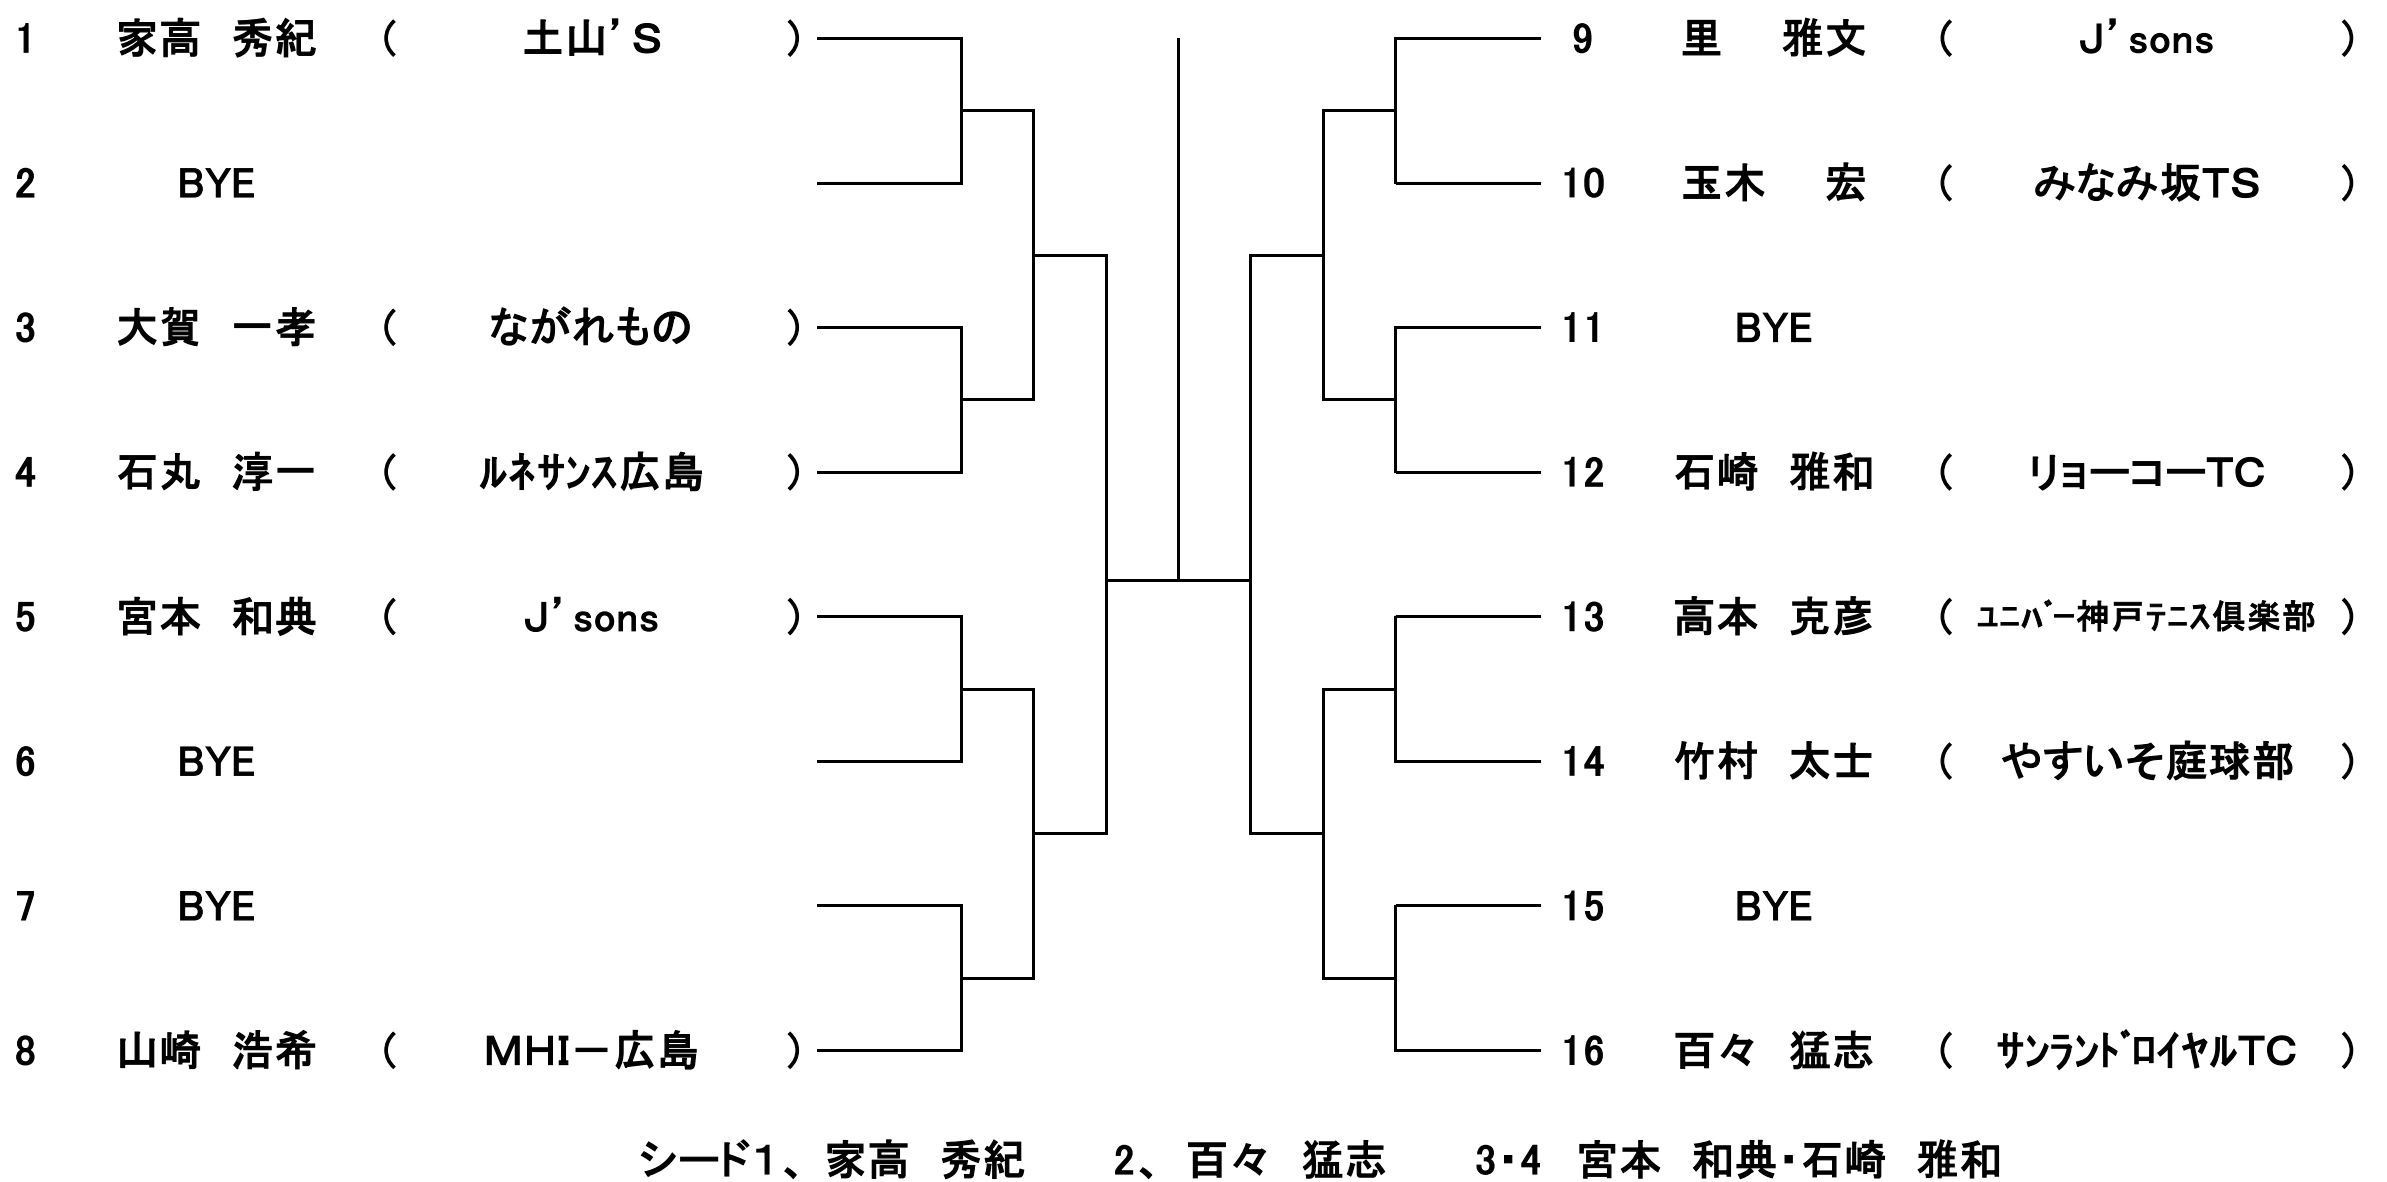 1 家高 秀紀 ( 土山’S ) 9 里 雅文 ( J’sons )
2 BYE 10 玉木 宏 ( みなみ坂TS )
3 大賀 一孝 ( ながれもの ) 11 BYE
4 石丸 淳一 ( ﾙﾈｻﾝｽ広島 ) 12 石崎 雅和 ( リョーコーTC )
5 宮本 和典 ( J’sons ) 13 高本 克彦 ( ﾕﾆﾊﾞｰ神戸ﾃﾆｽ倶楽部 )
6 BYE 14 竹村 太士 ( やすいそ庭球部 )
7 BYE 15 BYE
8 山崎 浩希 ( MHI－広島 ) 16 百々 猛志 ( ｻﾝﾗﾝﾄﾞﾛｲﾔﾙTC )
シード1、家高 秀紀 2、百々 猛志 3・4 宮本 和典・石崎 雅和